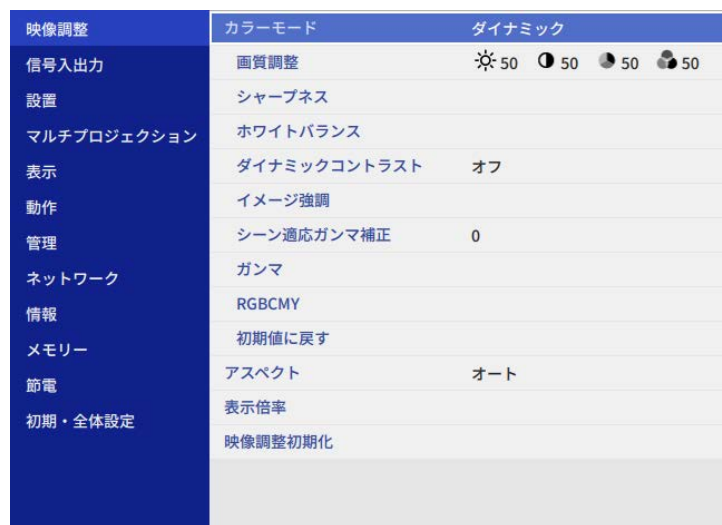 映像調整
信号入出力
設置
マルチプロジェクション
表示
動作
管理
ネットワーク
情報
メモリー
節電
初期・全体設定
カラーモード ダイナミック
画質調整 50 50 50 50
シャープネス
ホワイトバランス
ダイナミックコントラスト オフ
イメージ強調
シーン適応ガンマ補正 0
ガンマ
RGBCMY
初期値に戻す
アスペクト オート
表示倍率
映像調整初期化